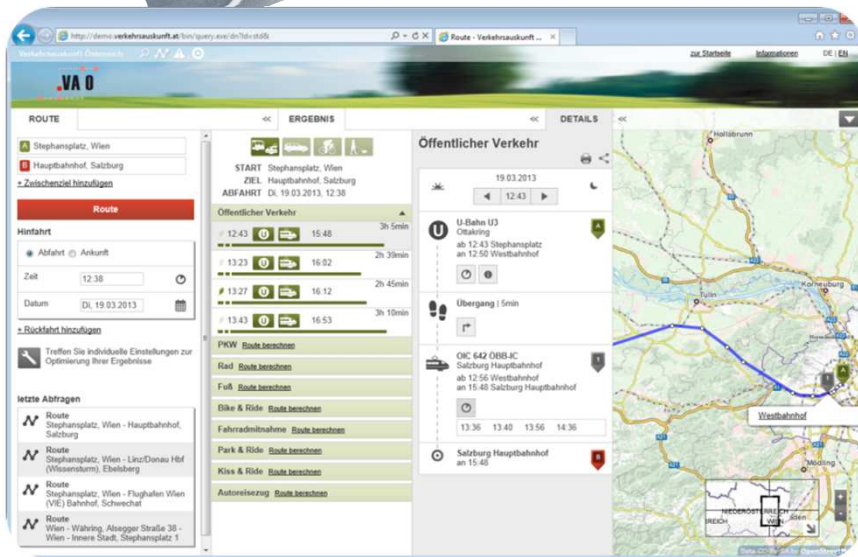 http://demo.verkehrsauskunft.at/bin/query.exe/dn?ld=std&
Route - Verkehrsauskunft ...
Verkehrsauskunft Österreich
zur Startseite
Informationen
DE | EN
.VAO
ROUTE
A Stephansplatz, Wien
B Hauptbahnhof, Salzburg
+ Zwischenziel hinzufügen
Route
Hinfahrt
Abfahrt
Ankunft
Zeit
12:38
Datum
Di, 19.03.2013
+ Rückfahrt hinzufügen
Treffen Sie individuelle Einstellungen zur
Optimierung Ihrer Ergebnisse
letzte Abfragen
Route
Stephansplatz, Wien - Hauptbahnhof,
Salzburg
Route
Stephansplatz, Wien - Linz/Donau Hbf
(Wissensturm), Ebelsberg
Route
Stephansplatz, Wien - Flughafen Wien
(VIE) Bahnhof, Schwechat
Route
Wien - Währing, Alsegger Straße 38 -
Wien - Innere Stadt, Stephansplatz 1
<< ERGEBNIS
START Stephansplatz, Wien
ZIEL Hauptbahnhof, Salzburg
ABFAHRT Di, 19.03.2013, 12:38
Öffentlicher Verkehr
12:43 U 15:48 3h 5min
13:23 U 16:02 2h 39min
13:27 U 16:12 2h 45min
13:43 U 16:53 3h 10min
PKW Route berechnen
Rad Route berechnen
Fuß Route berechnen
Bike & Ride Route berechnen
Fahrradmitnahme Route berechnen
Park & Ride Route berechnen
Kiss & Ride Route berechnen
Autoreisezug Route berechnen
<< DETAILS <<
Öffentlicher Verkehr
19.03.2013
12:43
U U-Bahn U3 A
Ottakring
ab 12:43 Stephansplatz
an 12:50 Westbahnhof
Übergang | 5min
OIC 642 ÖBB-IC 1
Salzburg Hauptbahnhof
ab 12:56 Westbahnhof
an 15:48 Salzburg Hauptbahnhof
13:36 13:40 13:56 14:36
Salzburg Hauptbahnhof B
an 15:48
Hollabrunn
Korneuburg
Tulln
1 A
Westbahnhof
Mödling
NIEDERÖSTERREICH
WIEN
+
-